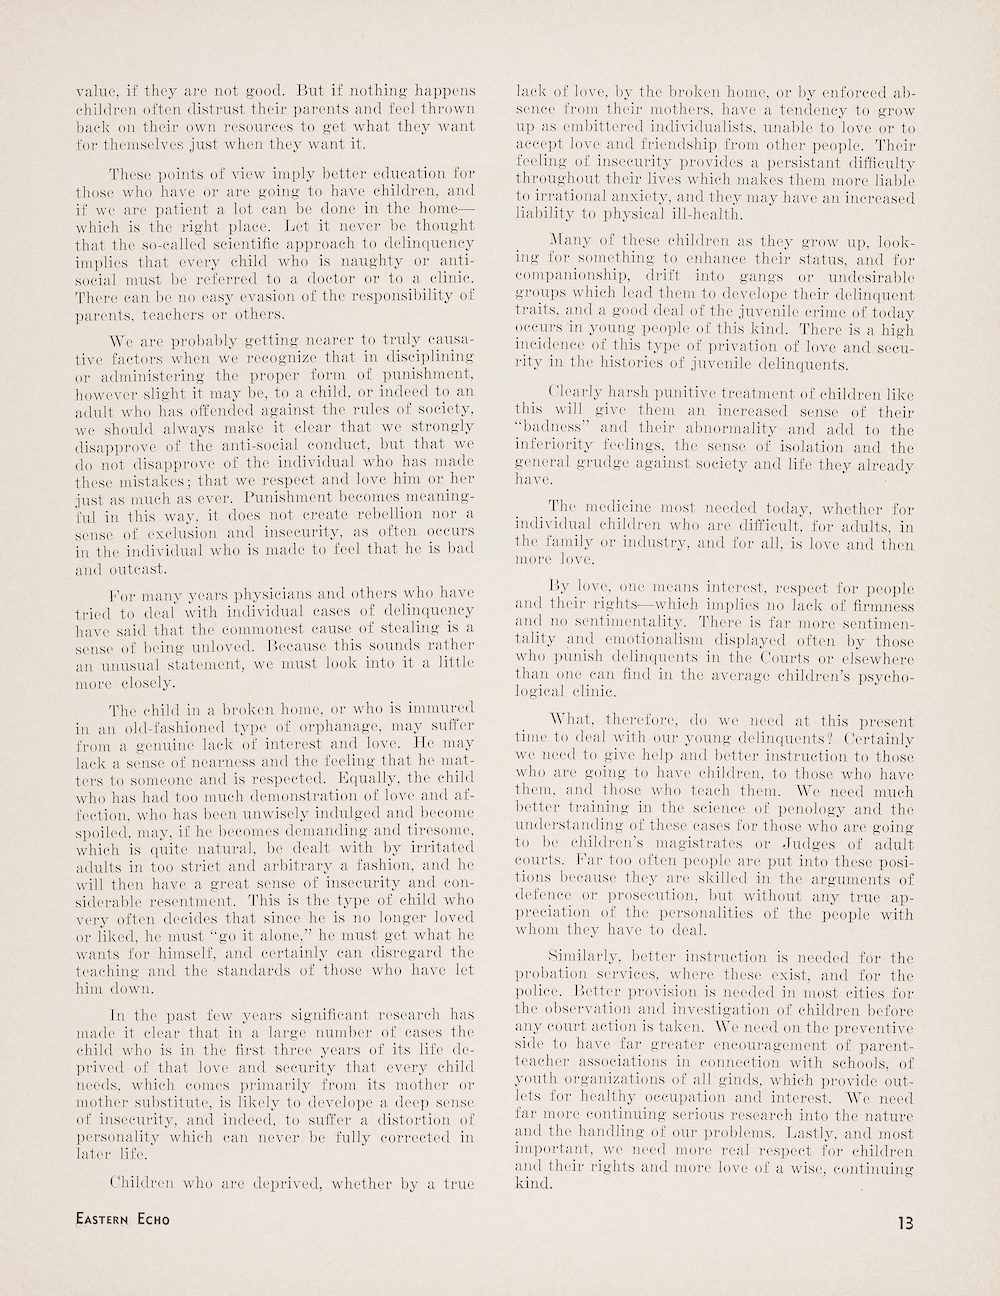 value, if they are not good. But if nothing happens
children often distrust their parents and feel thrown
back on their own resources to get what they want
for themselves just when they want it.
These points of view imply better education for
those who have or are going to have children, and
if we are patient a lot can be done in the home—
which is the right place. Let it never be thought
that the so-called scientific approach to delinquency
implies that every child who is naughty or anti-
social must be referred to a doctor or to a clinic.
There can be no easy evasion of the responsibility of
parents, teachers or others.
We are probably getting nearer to truly causa-
tive factors when we recognize that in disciplining
or administering the proper form of punishment,
however slight it may be, to a child, or indeed to an
adult who has offended against the rules of society,
we should always make it clear that we strongly
disapprove of the anti-social conduct, but that we
do not disapprove of the individual who has made
these mistakes; that we respect and love him or her
just as much as ever. Punishment becomes meaning-
ful in this way, it does not create rebellion nor a
sense of exclusion and insecurity, as often occurs
in the individual who is made to feel that he is bad
and outcast.
For many years physicians and others who have
tried to deal with individual cases of delinquency
have said that the commonest cause of stealing is a
sense of being unloved. Because this sounds rather
an unusual statement, we must look into it a little
more closely.
The child in a broken home, or who is immured
in an old-fashioned type of orphanage, may suffer
from a genuine lack of interest and love. He may
lack a sense of nearness and the feeling that he mat-
ters to someone and is respected. Equally, the child
who has had too much demonstration of love and af-
fection, who has been unwisely indulged and become
spoiled, may, if he becomes demanding and tiresome,
which is quite natural, be dealt with by irritated
adults in too strict and arbitrary a fashion, and he
will then have a great sense of insecurity and con-
siderable resentment. This is the type of child who
very often decides that since he is no longer loved
or liked, he must “go it alone,” he must get what he
wants for himself, and certainly can disregard the
teaching and the standards of those who have let
him down.
In the past few years significant research has
made it clear that in a large number of cases the
child who is in the first three years of its life de-
prived of that love and security that every child
needs, which comes primarily from its mother or
mother substitute, is likely to develope a deep sense
of insecurity, and indeed, to suffer a distortion of
personality which can never be fully corrected in
later life.
Children who are deprived, whether by a true
lack of love, by the broken home, or by enforced ab-
sence from their mothers, have a tendency to grow
up as embittered individualists, unable to love or to
accept love and friendship from other people. Their
feeling of insecurity provides a persistant difficulty
throughout their lives which makes them more liable
to irrational anxiety, and they may have an increased
liability to physical ill-health.
Many of these children as they grow up, look-
ing for something to enhance their status, and for
companionship, drift into gangs or undesirable
groups which lead them to develope their delinquent
traits, and a good deal of the juvenile crime of today
occurs in young people of this kind. There is a high
incidence of this type of privation of love and secu-
rity in the histories of juvenile delinquents.
Clearly harsh punitive treatment of children like
this will give them an increased sense of their
“badness” and their abnormality and add to the
inferiority feelings, the sense of isolation and the
general grudge against society and life they already
have.
The medicine most needed today, whether for
individual children who are difficult, for adults, in
the family or industry, and for all, is love and then
more love.
By love, one means interest, respect for people
and their rights—which implies no lack of firmness
and no sentimentality. There is far more sentimen-
tality and emotionalism displayed often by those
who punish delinquents in the Courts or elsewhere
than one can find in the average children’s psycho-
logical clinic.
What, therefore, do we need at this present
time to deal with our young delinquents? Certainly
we need to give help and better instruction to those
who are going to have children, to those who have
them, and those who teach them. We need much
better training in the science of penology and the
understanding of these cases for those who are going
to be children’s magistrates or Judges of adult
courts. Far too often people are put into these posi-
tions because they are skilled in the arguments of
defence or prosecution, but without any true ap-
preciation of the personalities of the people with
whom they have to deal.
Similarly, better instruction is needed for the
probation services, where these exist, and for the
police. Better provision is needed in most cities for
the observation and investigation of children before
any court action is taken. We need on the preventive
side to have far greater encouragement of parent-
teacher associations in connection with schools, of
youth organizations of all ginds, which provide out-
lets for healthy occupation and interest. We need
far more continuing serious research into the nature
and the handling of our problems. Lastly, and most
important, we need more real respect for children
and their rights and more love of a wise, continuing
kind.
EASTERN ECHO
13